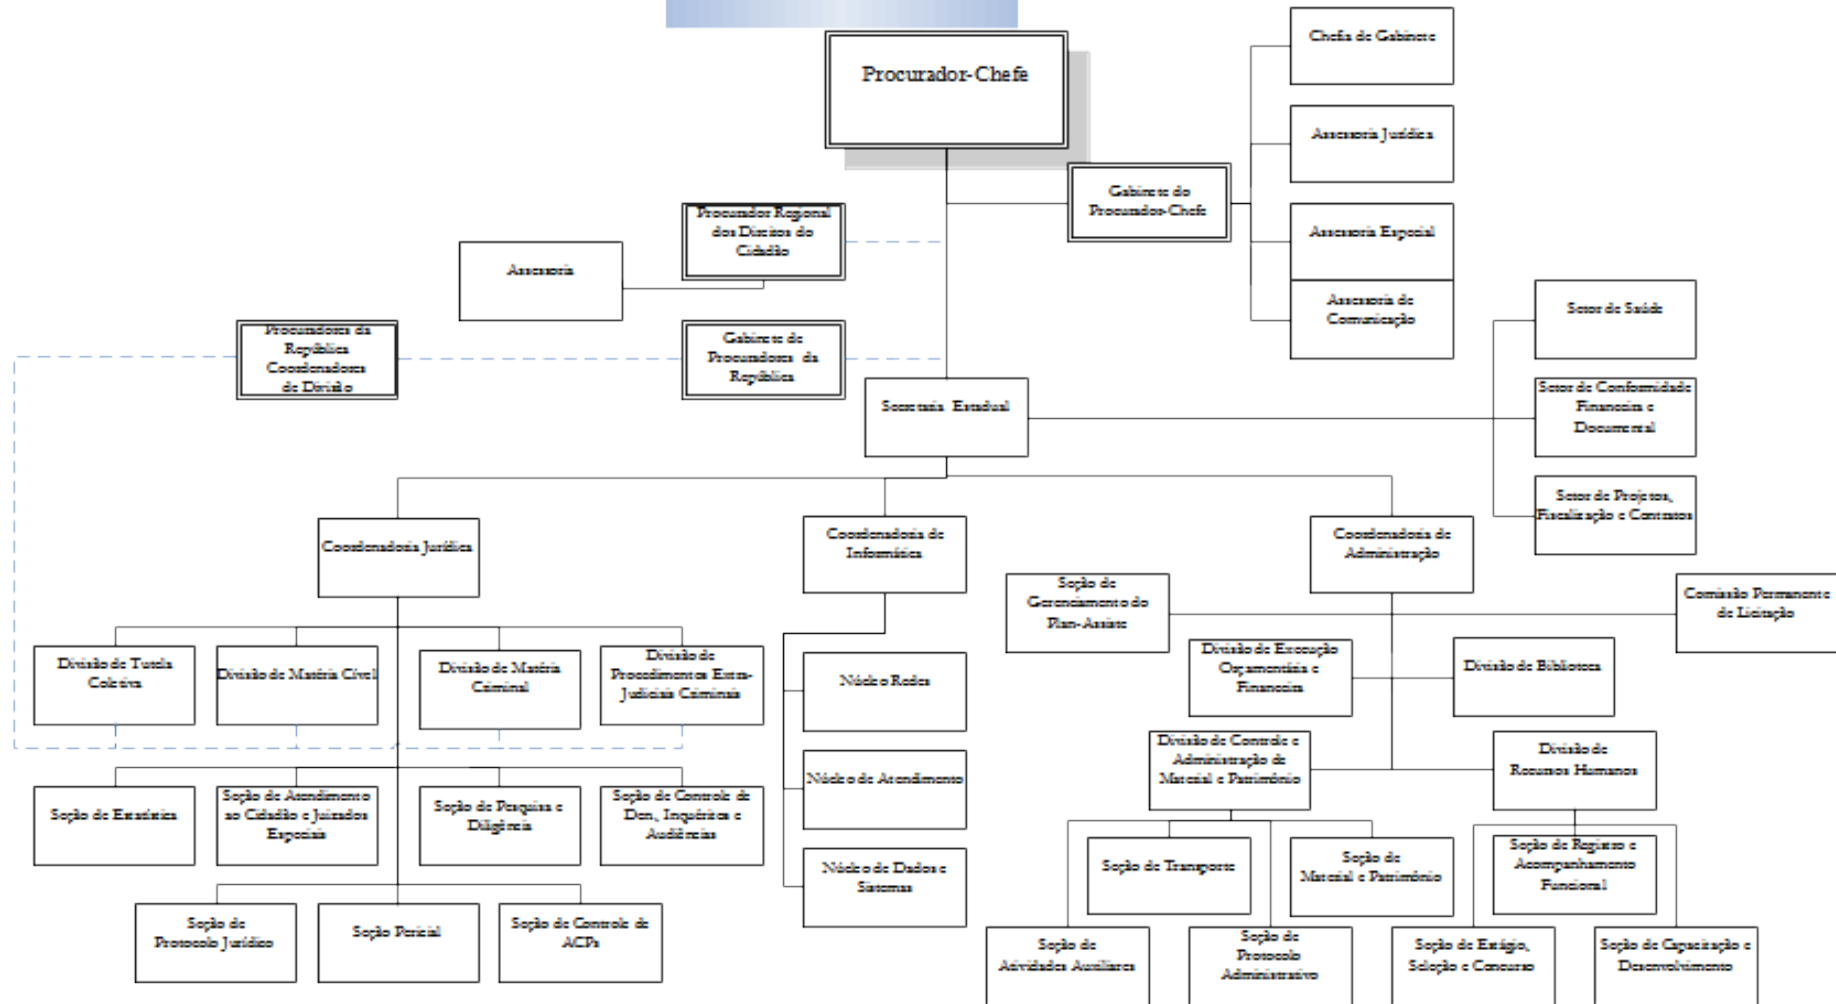 Procurador-Chefe
Chefia de Gabinete
Assessoria Jurídica
Gabinete do
Procurador-Chefe
Assessoria Especial
Assessoria de
Comunicação
Procurador Regional
dos Direitos do
Cidadão
Assessoria
Procuradores da
República
Coordenadores
de Divisão
Gabinete de
Procuradores da
República
Secretaria Estadual
Setor de Saúde
Setor de Conformidade
Financeira e
Documental
Setor de Projetos,
Fiscalização e Contratos
Coordenadoria Jurídica
Coordenadoria de
Informática
Coordenadoria de
Administração
Seção de
Gerenciamento do
Plan-Assiste
Comissão Permanente
de Licitação
Divisão de Tutela
Coletiva
Divisão de Matéria Cível
Divisão de Matéria
Criminal
Divisão de
Procedimentos Extra-
Judiciais Criminais
Núcleo Redes
Núcleo de Atendimento
Núcleo de Dados e
Sistemas
Divisão de Execução
Orçamentária e
Financeira
Divisão de Biblioteca
Divisão de Controle e
Administração de
Material e Patrimônio
Divisão de
Recursos Humanos
Seção de Estatística
Seção de Atendimento
ao Cidadão e Juizados
Especiais
Seção de Pesquisa e
Diligência
Seção de Controle de
Den., Inquéritos e
Audiências
Seção de
Protocolo Jurídico
Seção Pericial
Seção de Controle de
ACPs
Seção de Transporte
Seção de
Material e Patrimônio
Seção de Registro e
Acompanhamento
Funcional
Seção de
Atividades Auxiliares
Seção de
Protocolo
Administrativo
Seção de Estágio,
Seleção e Concurso
Seção de Capacitação e
Desenvolvimento